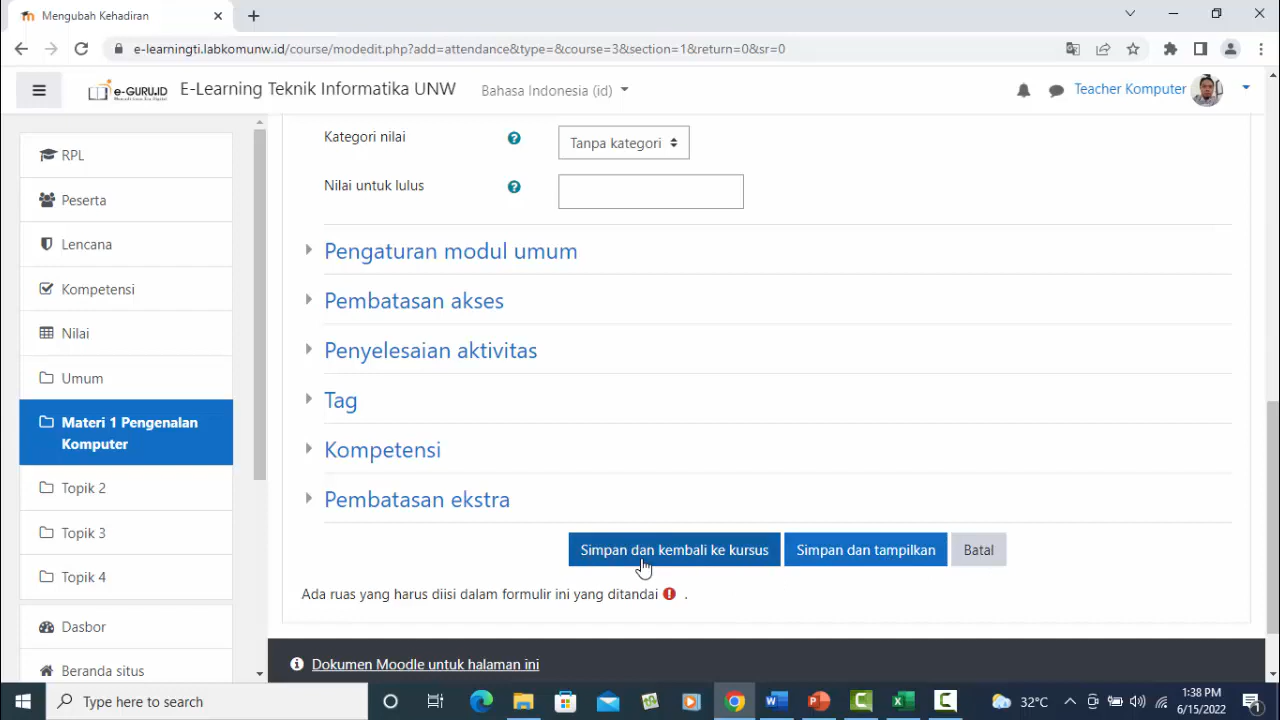 Mengubah Kehadiran
e-learningti.labkomunw.id/course/modedit.php?add=attendance&type=&course=3&section=1&return=0&sr=0
e-GURU.ID
E-Learning Teknik Informatika UNW
Bahasa Indonesia (id)
Teacher Komputer
RPL
Peserta
Lencana
Kompetensi
Nilai
Umum
Materi 1 Pengenalan
Komputer
Topik 2
Topik 3
Topik 4
Dasbor
Beranda situs
Kategori nilai
Tanpa kategori
Nilai untuk lulus
Pengaturan modul umum
Pembatasan akses
Penyelesaian aktivitas
Tag
Kompetensi
Pembatasan ekstra
Simpan dan kembali ke kursus
Simpan dan tampilkan
Batal
Ada ruas yang harus diisi dalam formulir ini yang ditandai .
Dokumen Moodle untuk halaman ini
Type here to search
32°C
1:38 PM
6/15/2022